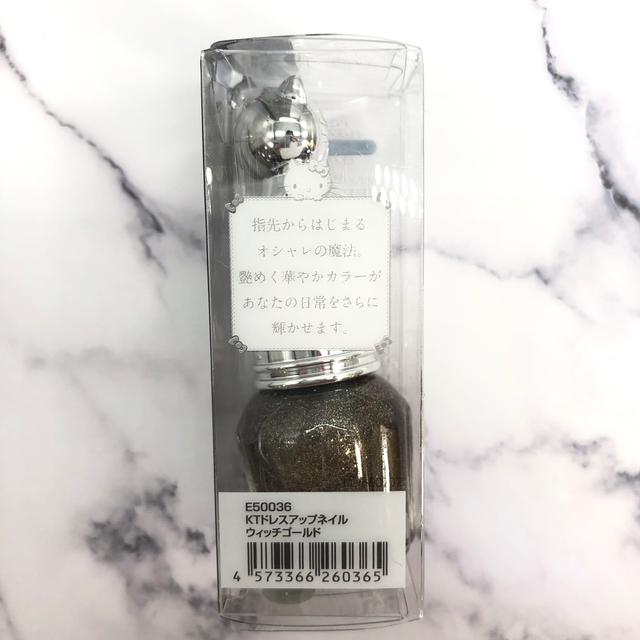 指先からはじまる
オシャレの魔法。
艶めく華やかカラーが
あなたの日常をさらに
輝かせます。
E50036
KTドレスアップネイル
ウィッチゴールド
4 573366 260365